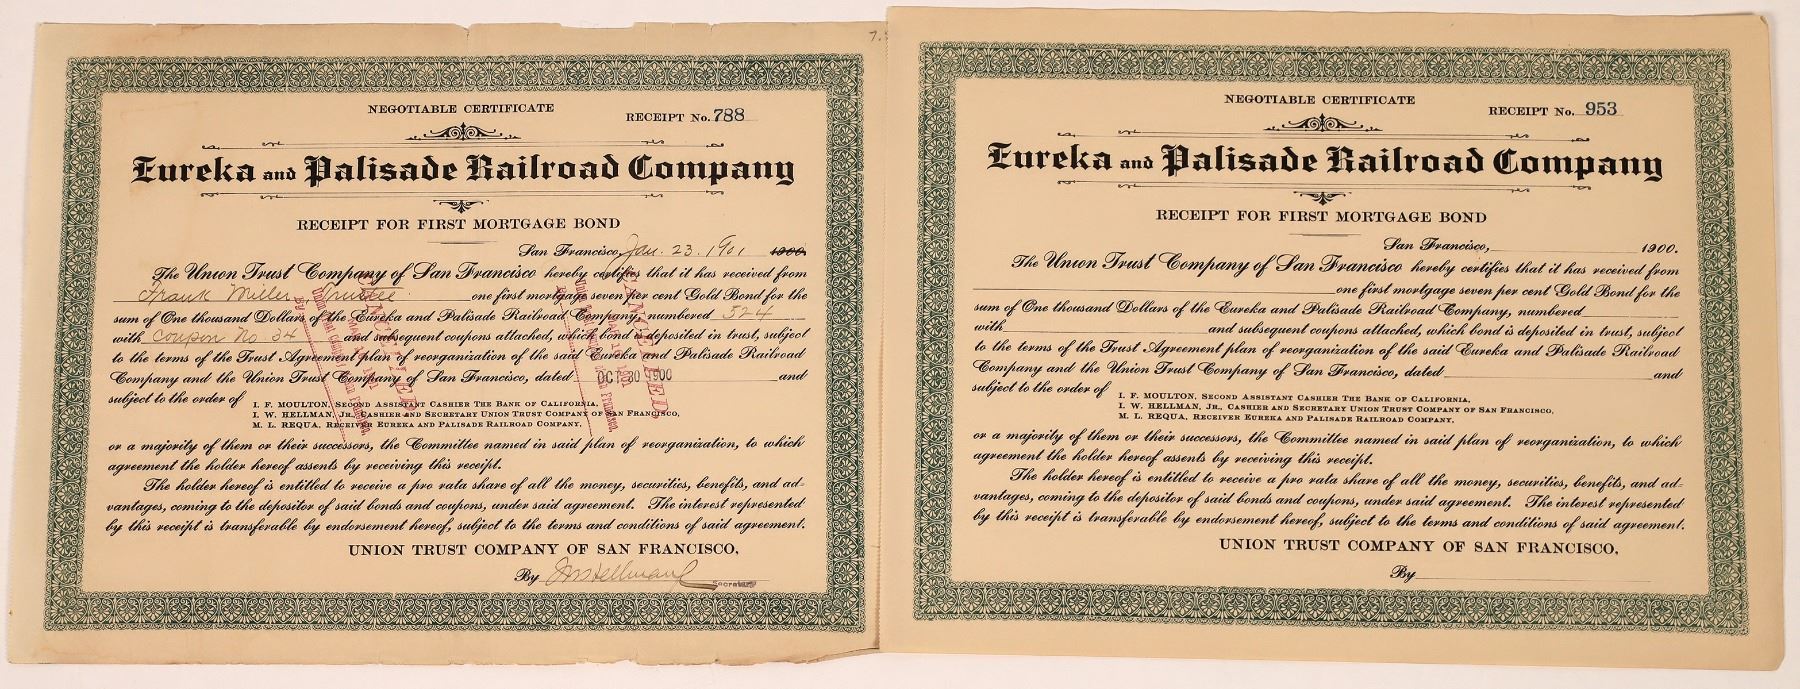 NEGOTIABLE CERTIFICATE
RECEIPT No. 788
Eureka and Palisade Railroad Company
RECEIPT FOR FIRST MORTGAGE BOND
San Francisco, Jan. 23. 1901 1900.
The Union Trust Company of San Francisco hereby certifies that it has received from
Frank Miller Trustee one first mortgage seven per cent Gold Bond for the
sum of One thousand Dollars of the Eureka and Palisade Railroad Company, numbered 524
with Coupon No 34 and subsequent coupons attached, which bond is deposited in trust, subject
to the terms of the Trust Agreement plan of reorganization of the said Eureka and Palisade Railroad
Company and the Union Trust Company of San Francisco, dated OCT 30 1900 and
subject to the order of
I. F. MOULTON, SECOND ASSISTANT CASHIER THE BANK OF CALIFORNIA,
I. W. HELLMAN, JR., CASHIER AND SECRETARY UNION TRUST COMPANY OF SAN FRANCISCO,
M. L. REQUA, RECEIVER EUREKA AND PALISADE RAILROAD COMPANY,
or a majority of them or their successors, the Committee named in said plan of reorganization, to which
agreement the holder hereof assents by receiving this receipt.
The holder hereof is entitled to receive a pro rata share of all the money, securities, benefits, and ad-
vantages, coming to the depositor of said bonds and coupons, under said agreement. The interest represented
by this receipt is transferable by endorsement hereof, subject to the terms and conditions of said agreement.
UNION TRUST COMPANY OF SAN FRANCISCO,
By IW Hellman Jr Secretary
CANCELLED
CANCELLED
NEGOTIABLE CERTIFICATE
RECEIPT No. 953
Eureka and Palisade Railroad Company
RECEIPT FOR FIRST MORTGAGE BOND
San Francisco, 1900.
The Union Trust Company of San Francisco hereby certifies that it has received from
one first mortgage seven per cent Gold Bond for the
sum of One thousand Dollars of the Eureka and Palisade Railroad Company, numbered
with and subsequent coupons attached, which bond is deposited in trust, subject
to the terms of the Trust Agreement plan of reorganization of the said Eureka and Palisade Railroad
Company and the Union Trust Company of San Francisco, dated and
subject to the order of
I. F. MOULTON, SECOND ASSISTANT CASHIER THE BANK OF CALIFORNIA,
I. W. HELLMAN, JR., CASHIER AND SECRETARY UNION TRUST COMPANY OF SAN FRANCISCO,
M. L. REQUA, RECEIVER EUREKA AND PALISADE RAILROAD COMPANY,
or a majority of them or their successors, the Committee named in said plan of reorganization, to which
agreement the holder hereof assents by receiving this receipt.
The holder hereof is entitled to receive a pro rata share of all the money, securities, benefits, and ad-
vantages, coming to the depositor of said bonds and coupons, under said agreement. The interest represented
by this receipt is transferable by endorsement hereof, subject to the terms and conditions of said agreement.
UNION TRUST COMPANY OF SAN FRANCISCO,
By